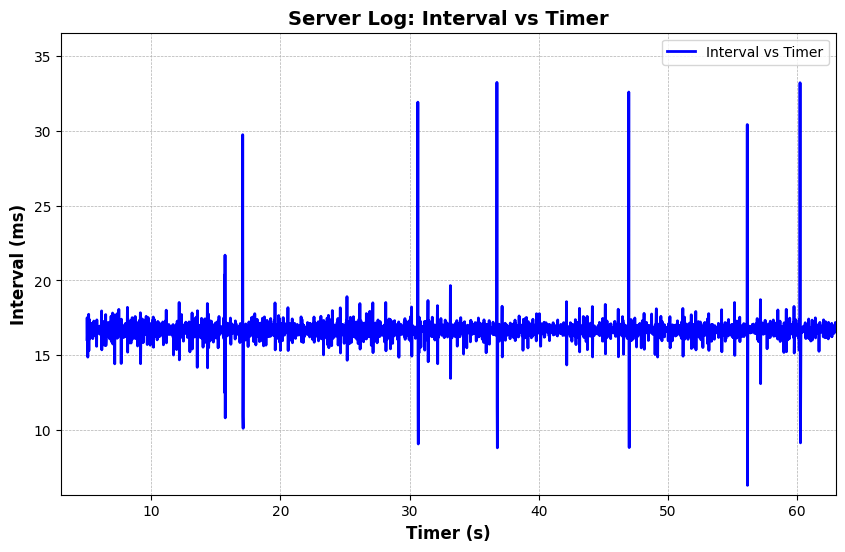 Server Log: Interval vs Timer
Interval vs Timer
35
30
25
20
15
10
Interval (ms)
10 20 30 40 50 60
Timer (s)